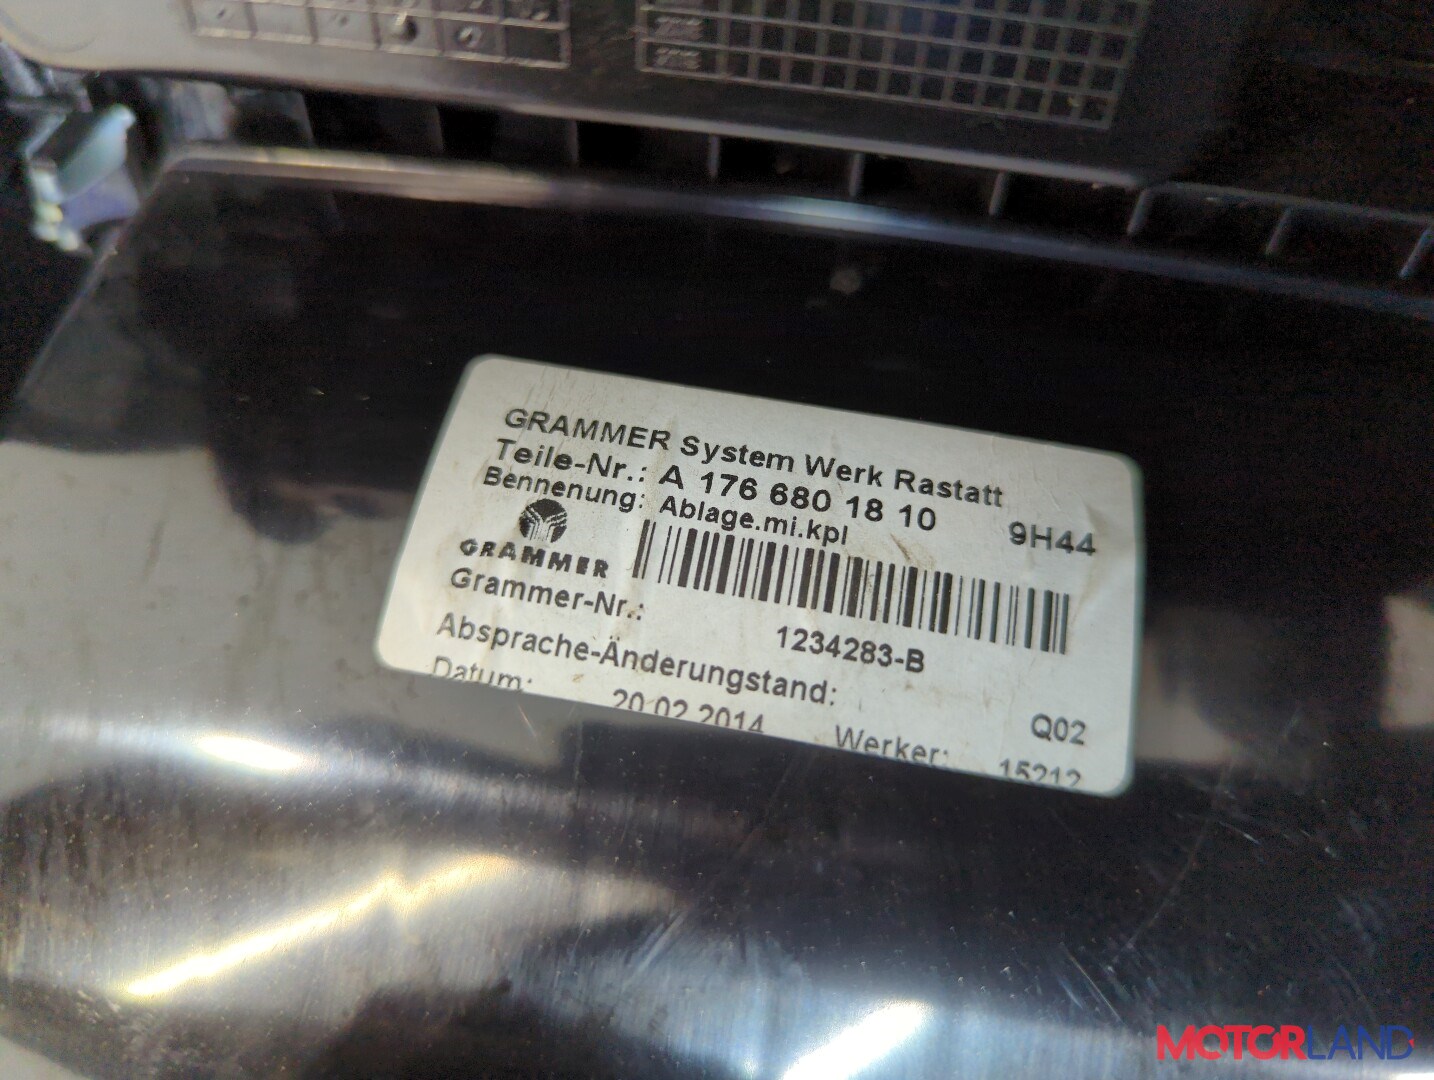 GRAMMER System Werk Rastatt
Teile-Nr.: A 176 680 18 10 9H44
Bennenung: Ablage.mi.kpl
GRAMMER
Grammer-Nr.: 1234283-B
Absprache-Änderungstand: Q02
Datum: 20.02.2014 Werker: 15212
MOTORLAND